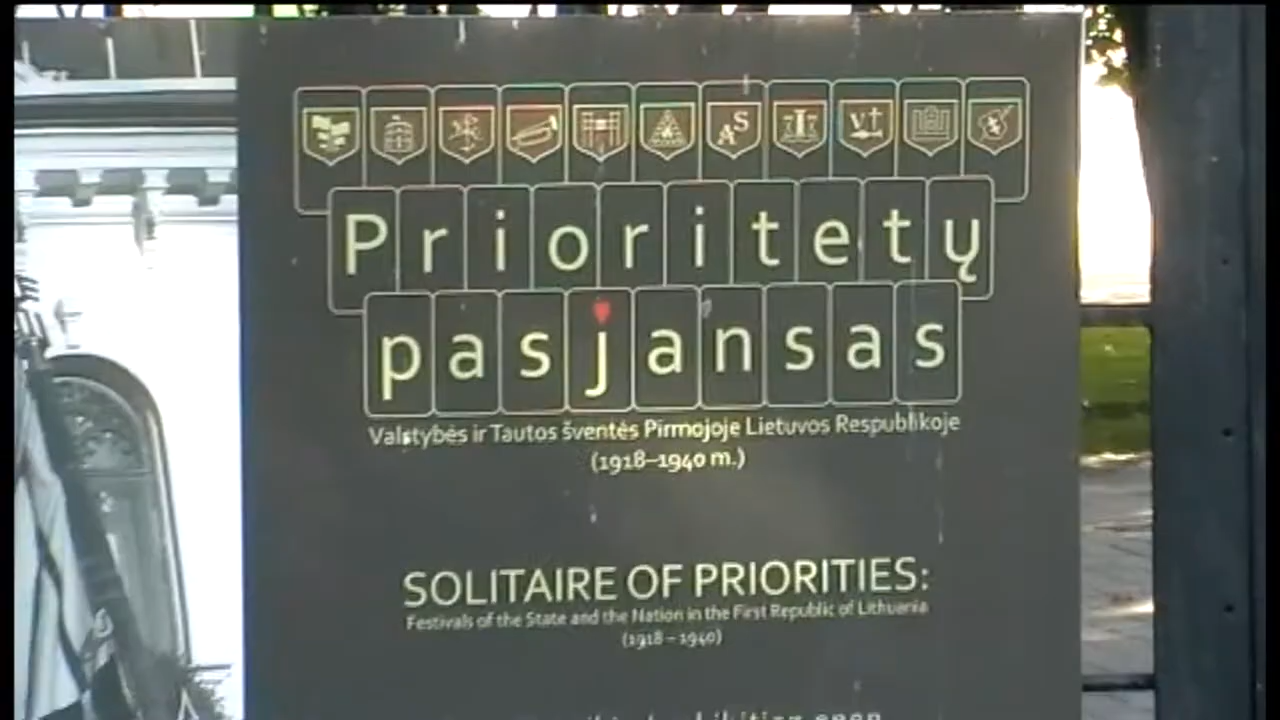 AS
Prioritetų
pasjansas
Valstybės ir Tautos šventės Pirmojoje Lietuvos Respublikoje
(1918–1940 m.)
SOLITAIRE OF PRIORITIES:
Festivals of the State and the Nation in the First Republic of Lithuania
(1918 – 1940)